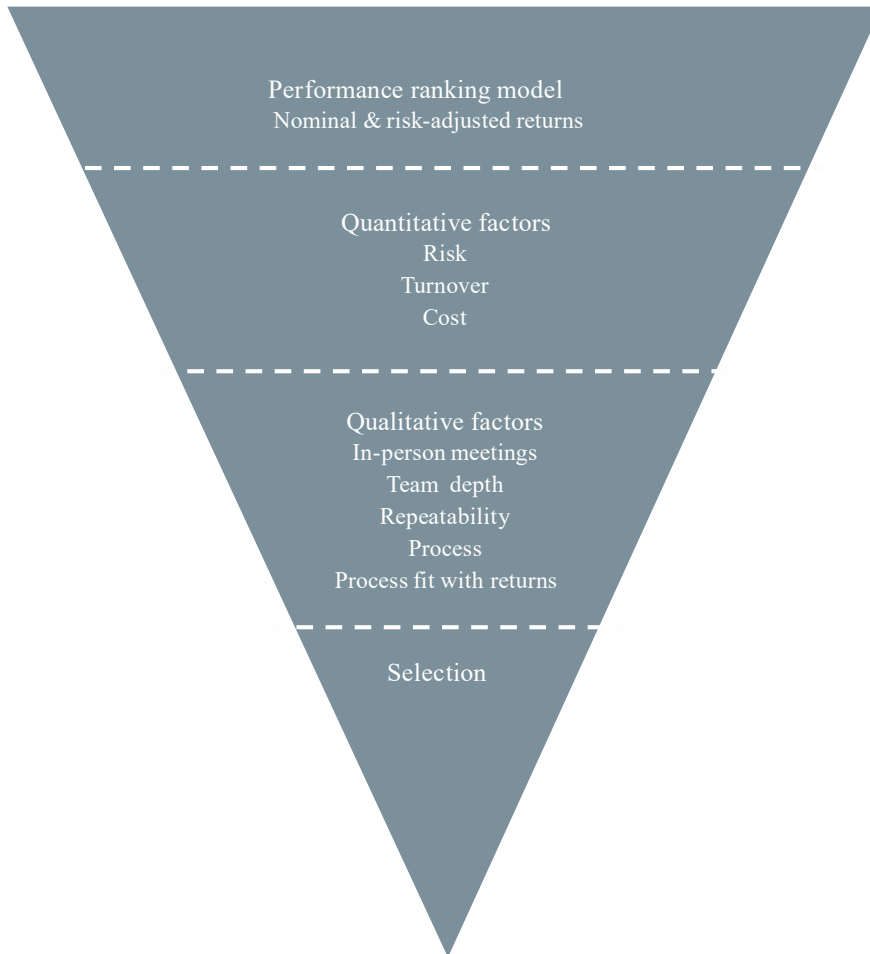 Performance ranking model
Nominal & risk-adjusted returns
Quantitative factors
Risk
Turnover
Cost
Qualitative factors
In-person meetings
Team depth
Repeatability
Process
Process fit with returns
Selection